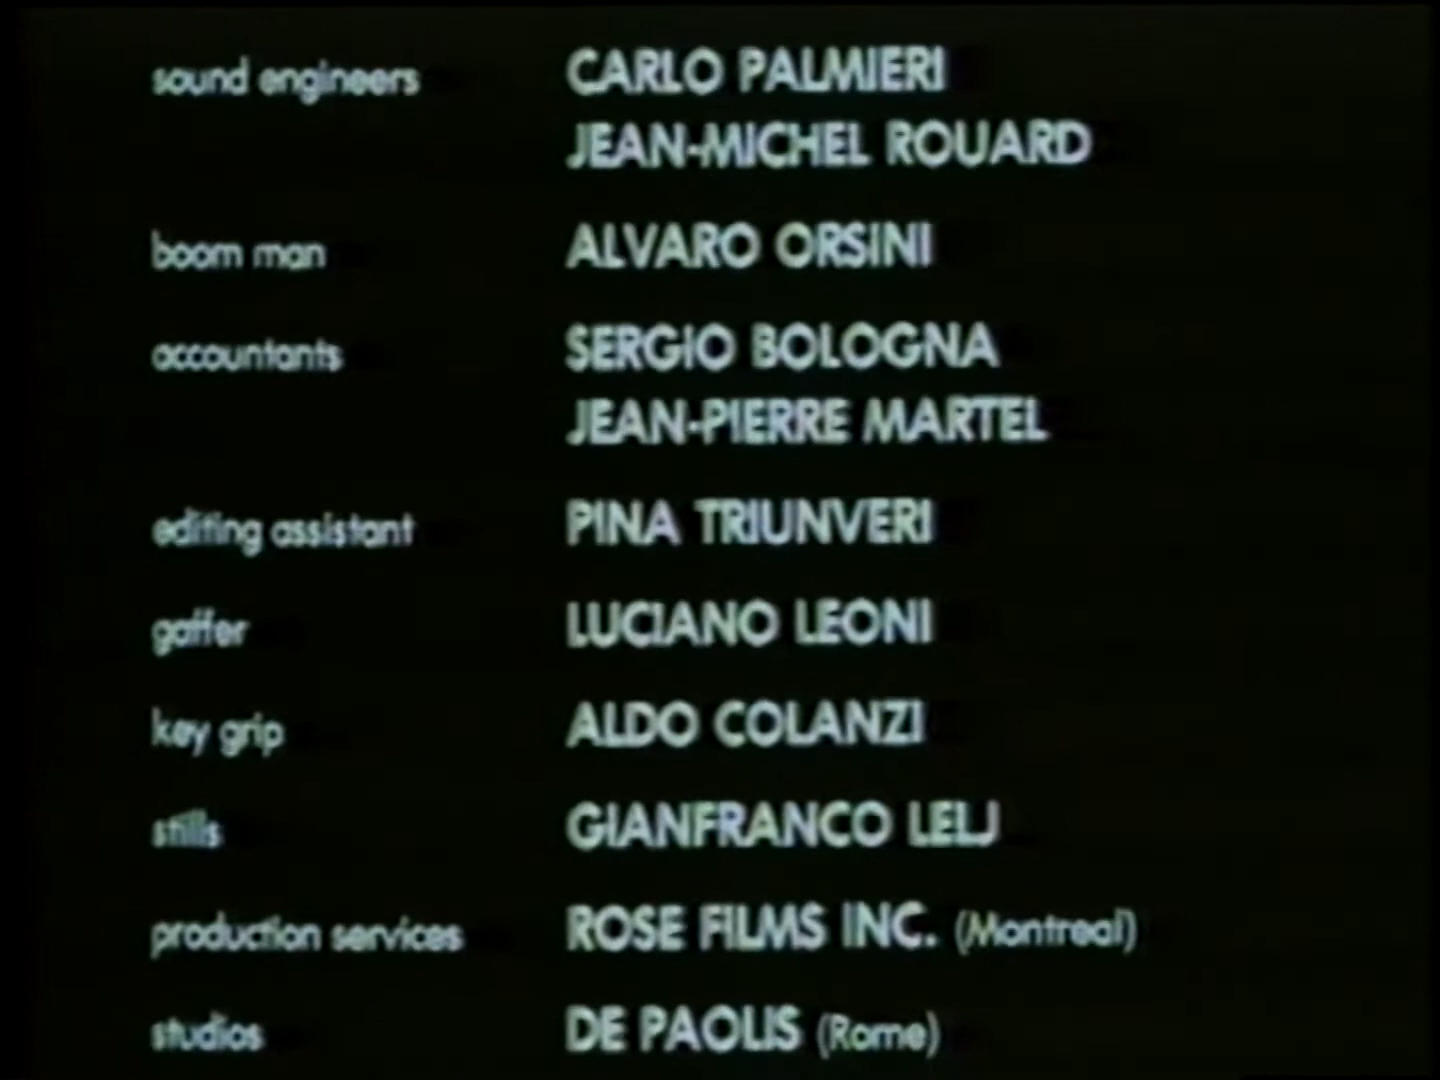 sound engineers CARLO PALMIERI
JEAN-MICHEL ROUARD
boom man ALVARO ORSINI
accountants SERGIO BOLOGNA
JEAN-PIERRE MARTEL
editing assistant PINA TRIUNVERI
gaffer LUCIANO LEONI
key grip ALDO COLANZI
stills GIANFRANCO LELJ
production services ROSE FILMS INC. (Montreal)
studios DE PAOLIS (Rome)